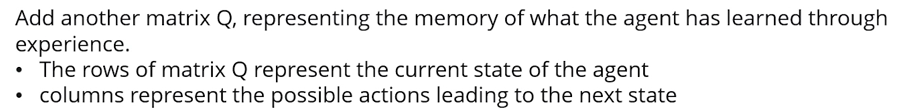 Add another matrix Q, representing the memory of what the agent has learned through
experience.
• The rows of matrix Q represent the current state of the agent
• columns represent the possible actions leading to the next state